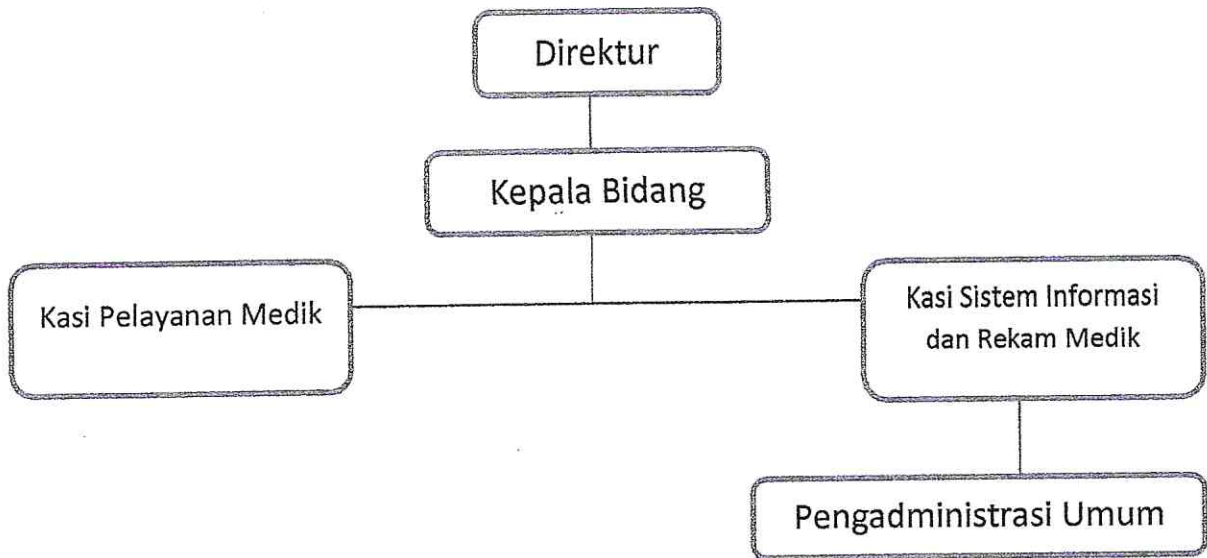 Direktur
Kepala Bidang
Kasi Pelayanan Medik
Kasi Sistem Informasi
dan Rekam Medik
Pengadministrasi Umum